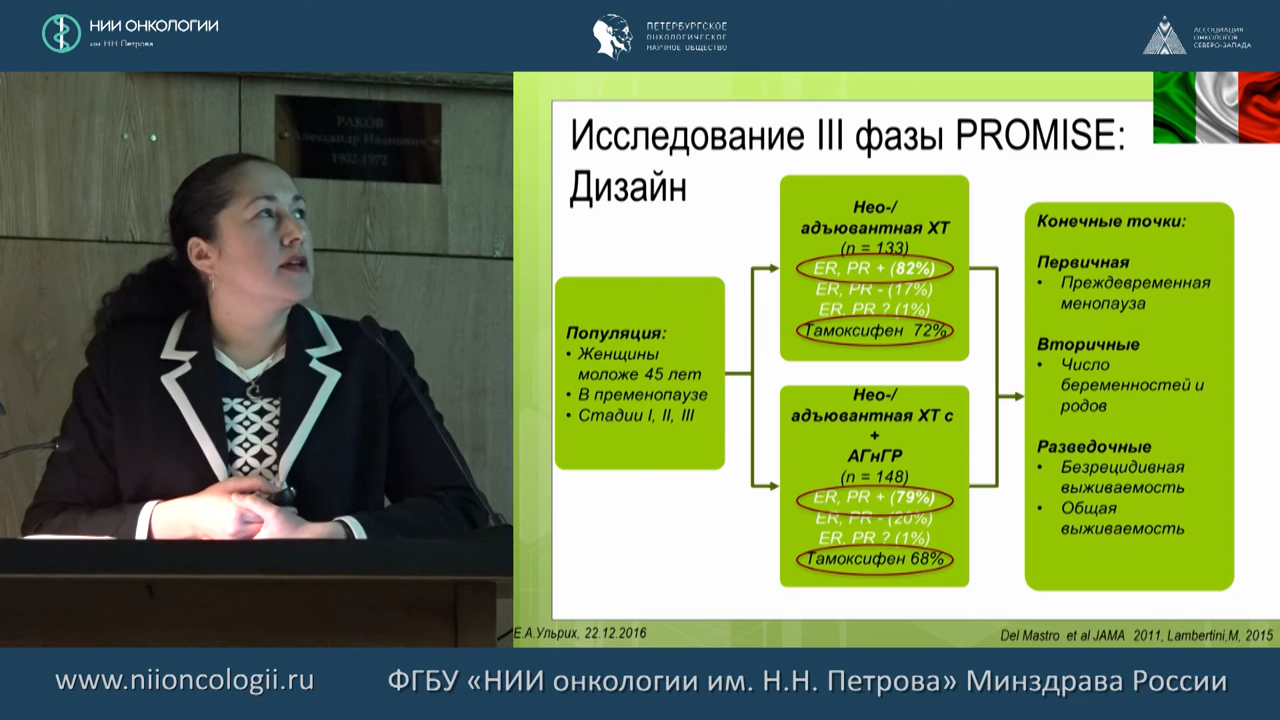 НИИ ОНКОЛОГИИ
им. Н.Н. Петрова
ПЕТЕРБУРГСКОЕ
ОНКОЛОГИЧЕСКОЕ
НАУЧНОЕ ОБЩЕСТВО
АССОЦИАЦИЯ
ОНКОЛОГОВ
СЕВЕРО-ЗАПАДА
РАКОВ
Александр Иванович
1902-1972
Исследование III фазы PROMISE:
Дизайн
Популяция:
• Женщины
моложе 45 лет
• В пременопаузе
• Стадии I, II, III
Нео-/
адъювантная ХТ
(n = 133)
ER, PR + (82%)
ER, PR - (17%)
ER, PR ? (1%)
Тамоксифен 72%
Нео-/
адъювантная ХТ с
+
АГнГР
(n = 148)
ER, PR + (79%)
ER, PR - (20%)
ER, PR ? (1%)
Тамоксифен 68%
Конечные точки:
Первичная
• Преждевременная
менопауза
Вторичные
• Число
беременностей и
родов
Разведочные
• Безрецидивная
выживаемость
• Общая
выживаемость
Е.А.Ульрих, 22.12.2016
Del Mastro et al JAMA 2011, Lambertini,M, 2015
www.niioncologii.ru
ФГБУ «НИИ онкологии им. Н.Н. Петрова» Минздрава России